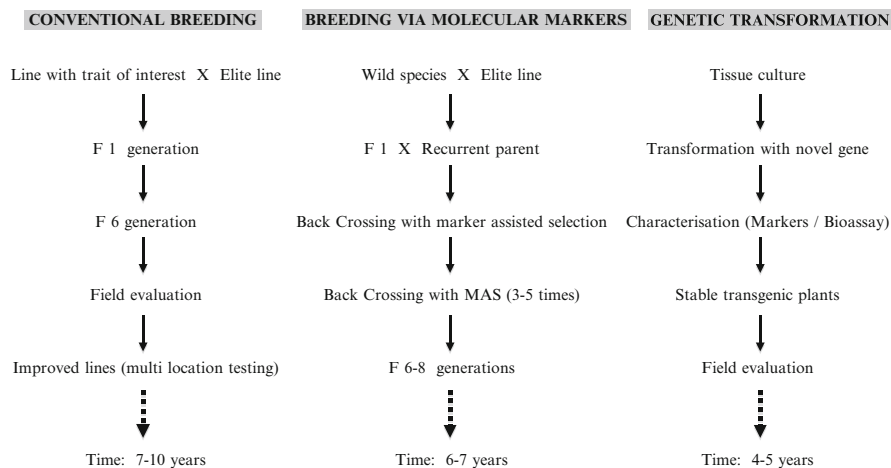 CONVENTIONAL BREEDING
Line with trait of interest X Elite line
F 1 generation
F 6 generation
Field evaluation
Improved lines (multi location testing)
Time: 7-10 years
BREEDING VIA MOLECULAR MARKERS
Wild species X Elite line
F 1 X Recurrent parent
Back Crossing with marker assisted selection
Back Crossing with MAS (3-5 times)
F 6-8 generations
Time: 6-7 years
GENETIC TRANSFORMATION
Tissue culture
Transformation with novel gene
Characterisation (Markers / Bioassay)
Stable transgenic plants
Field evaluation
Time: 4-5 years